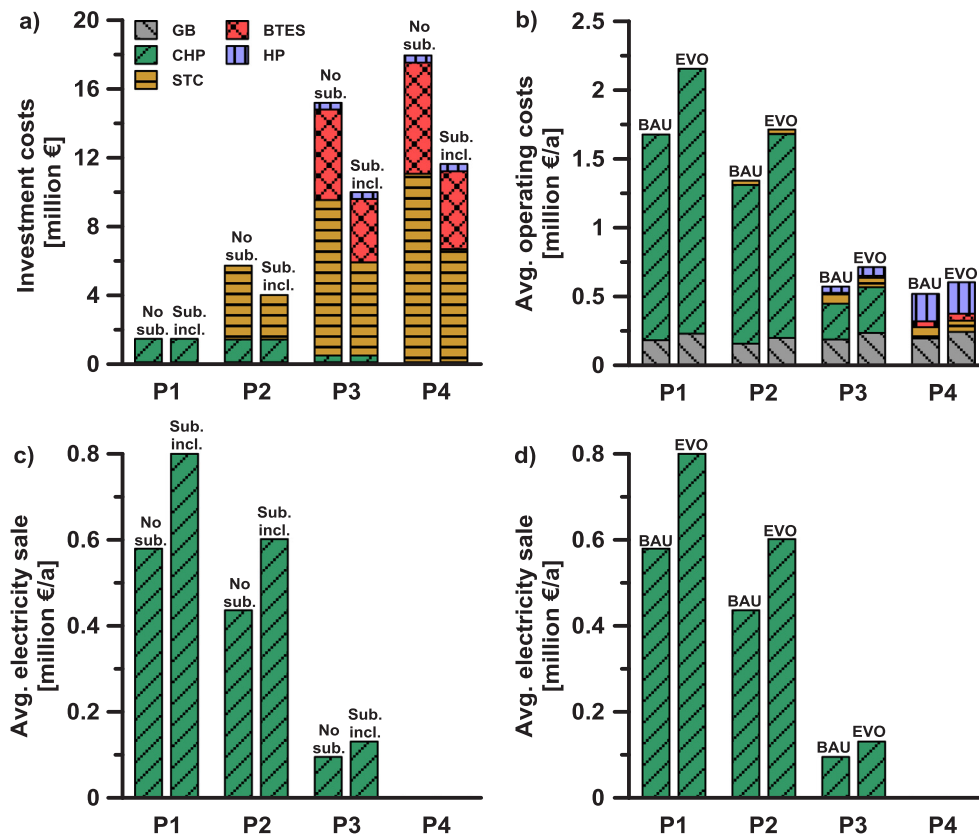 a)
GB
CHP
STC
BTES
HP
Investment costs
[million €]
20
16
12
8
4
0
No
sub.
Sub.
incl.
No
sub.
Sub.
incl.
No
sub.
Sub.
incl.
No
sub.
Sub.
incl.
P1 P2 P3 P4
b)
Avg. operating costs
[million €/a]
2.5
2
1.5
1
0.5
0
BAU
EVO
BAU
EVO
BAU
EVO
BAU
EVO
P1 P2 P3 P4
c)
Avg. electricity sale
[million €/a]
0.8
0.6
0.4
0.2
0
No
sub.
Sub.
incl.
No
sub.
Sub.
incl.
No
sub.
Sub.
incl.
P1 P2 P3 P4
d)
Avg. electricity sale
[million €/a]
0.8
0.6
0.4
0.2
0
BAU
EVO
BAU
EVO
BAU
EVO
P1 P2 P3 P4